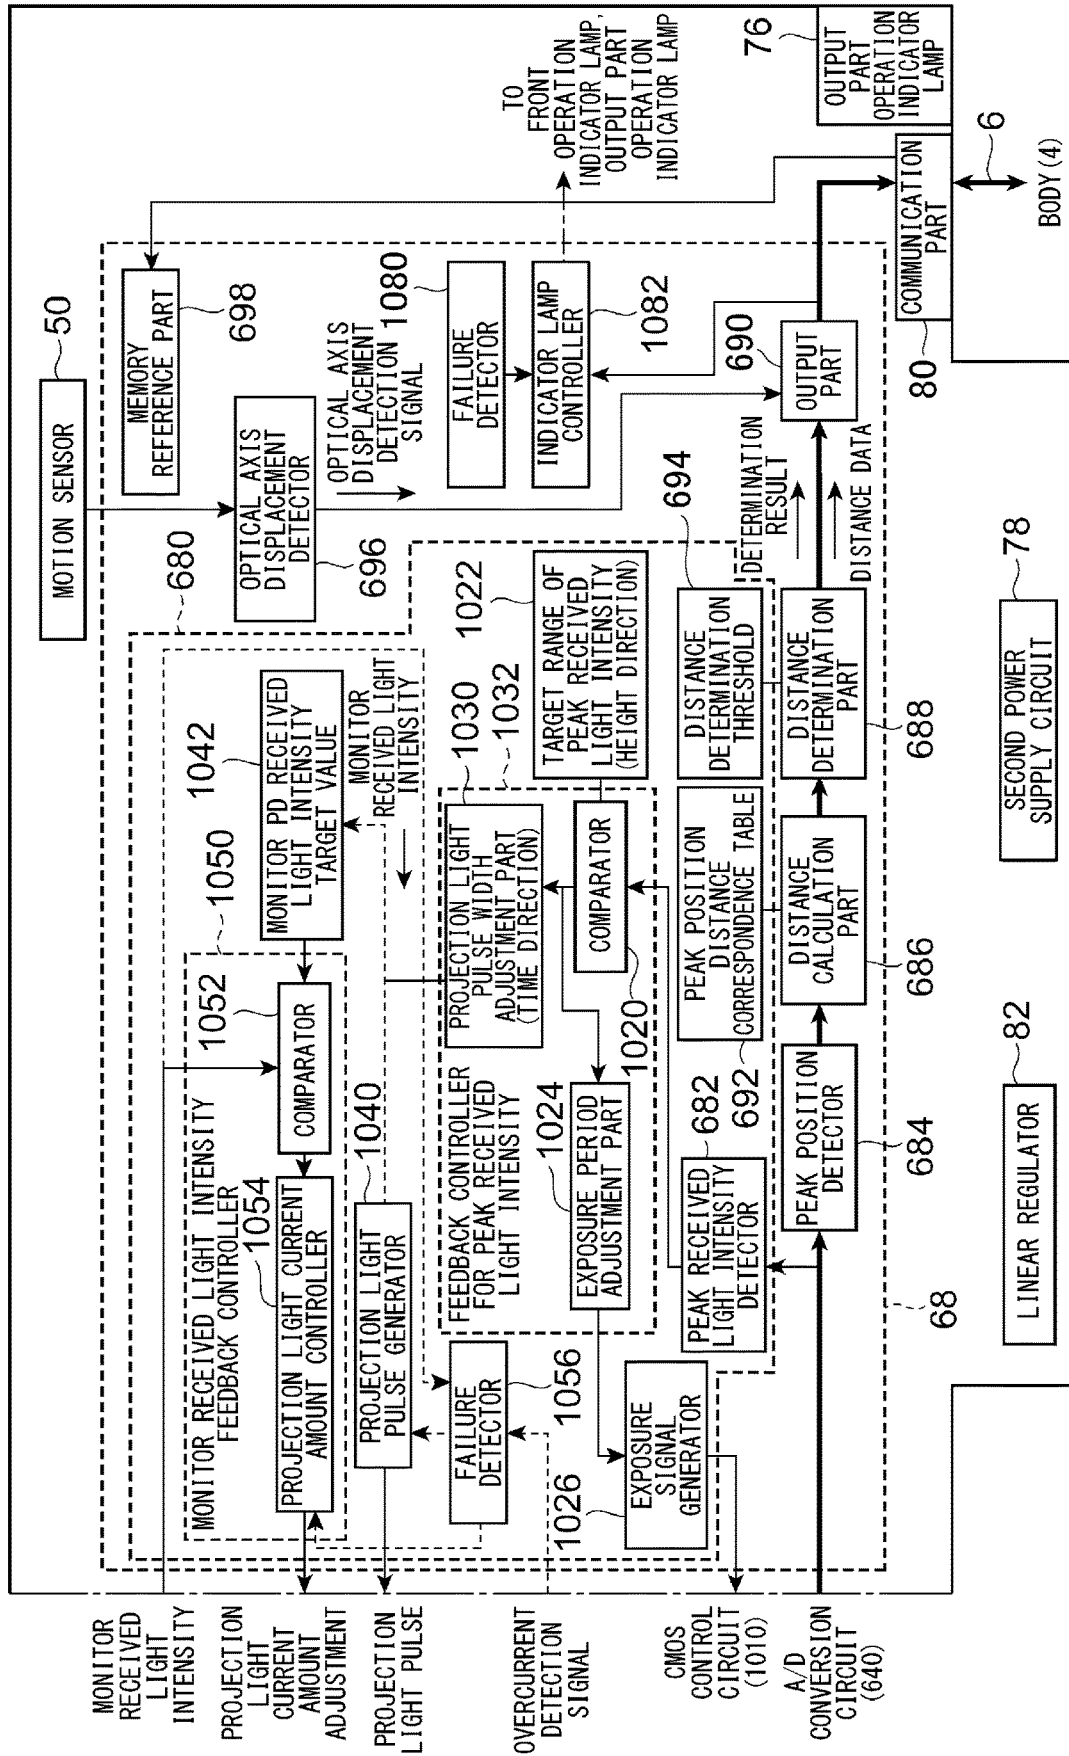 MOTION SENSOR
50
MEMORY
REFERENCE PART
698
OPTICAL AXIS
DISPLACEMENT
DETECTOR
696
OPTICAL AXIS
DISPLACEMENT
DETECTION
SIGNAL
1080
FAILURE
DETECTOR
INDICATOR LAMP
CONTROLLER
1082
TO
FRONT
OPERATION
INDICATOR LAMP,
OUTPUT PART
OPERATION
INDICATOR LAMP
76
OUTPUT
PART
OPERATION
INDICATOR
LAMP
COMMUNICATION
PART
80
6
BODY(4)
690
OUTPUT
PART
DETERMINATION
RESULT
DISTANCE DATA
680
1042
MONITOR PD RECEIVED
LIGHT INTENSITY
TARGET VALUE
MONITOR
RECEIVED LIGHT
INTENSITY
1050
1052
COMPARATOR
MONITOR RECEIVED LIGHT INTENSITY
FEEDBACK CONTROLLER
1054
PROJECTION LIGHT CURRENT
AMOUNT CONTROLLER
1040
PROJECTION LIGHT
PULSE GENERATOR
1030
1032
PROJECTION LIGHT
PULSE WIDTH
ADJUSTMENT PART
(TIME DIRECTION)
1022
TARGET RANGE OF
PEAK RECEIVED
LIGHT INTENSITY
(HEIGHT DIRECTION)
COMPARATOR
1020
FEEDBACK CONTROLLER
FOR PEAK RECEIVED
LIGHT INTENSITY
1024
EXPOSURE PERIOD
ADJUSTMENT PART
FAILURE
DETECTOR
1056
1026
EXPOSURE
SIGNAL
GENERATOR
682
PEAK RECEIVED
LIGHT INTENSITY
DETECTOR
692
PEAK POSITION
DISTANCE
CORRESPONDENCE TABLE
694
DISTANCE
DETERMINATION
THRESHOLD
PEAK POSITION
DETECTOR
684
DISTANCE
CALCULATION
PART
686
DISTANCE
DETERMINATION
PART
688
68
LINEAR REGULATOR
82
SECOND POWER
SUPPLY CIRCUIT
78
MONITOR
RECEIVED
LIGHT
INTENSITY
PROJECTION
LIGHT
CURRENT
AMOUNT
ADJUSTMENT
PROJECTION
LIGHT PULSE
OVERCURRENT
DETECTION
SIGNAL
CMOS
CONTROL
CIRCUIT
(1010)
A/D
CONVERSION
CIRCUIT
(640)